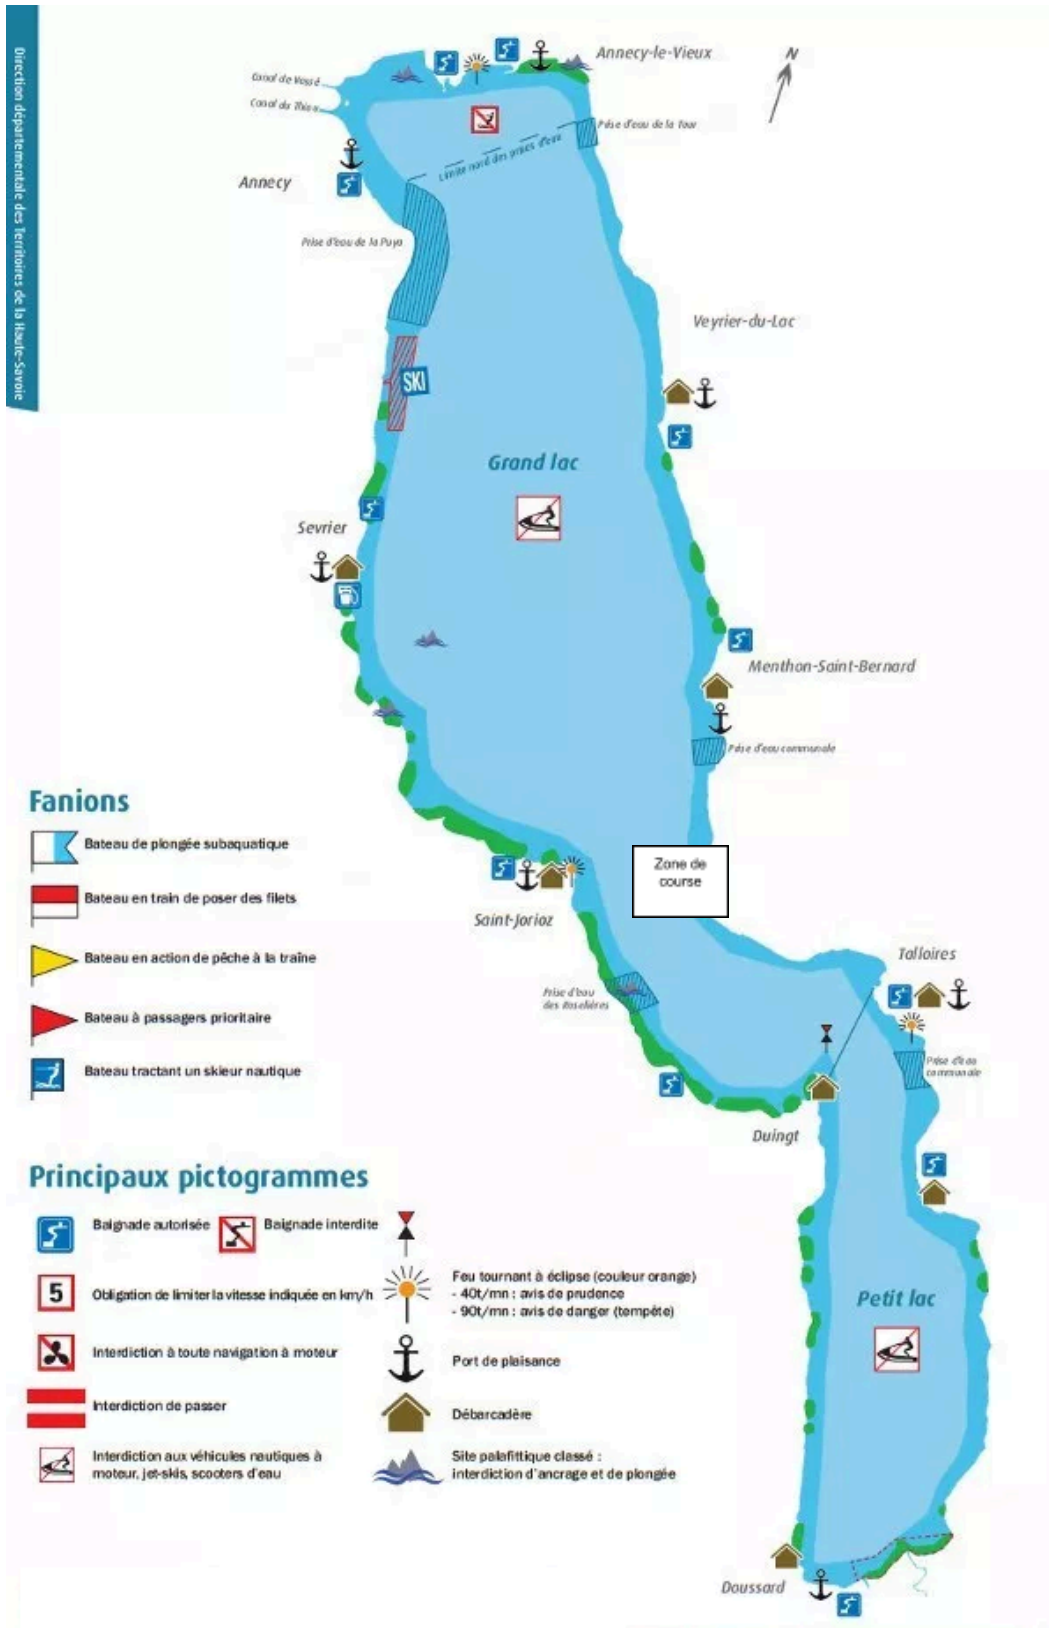 Direction départementale des Territoires de la Haute-Savoie
Annecy-le-Vieux
N
Canal de Vassé
Canal du Thiou
Prise d'eau de la Tour
Limite nord des prises d'eau
Annecy
Prise d'eau de la Puya
Veyrier-du-Lac
SKI
Grand lac
Sevrier
Menthon-Saint-Bernard
Prise d'eau communale
Fanions
Bateau de plongée subaquatique
Bateau en train de poser des filets
Bateau en action de pêche à la traîne
Bateau à passagers prioritaire
Bateau tractant un skieur nautique
Zone de
course
Saint-Jorioz
Talloires
Prise d'eau
des Roselières
Prise d'eau
communale
Duingt
Principaux pictogrammes
Baignade autorisée
Baignade interdite
5
Obligation de limiter la vitesse indiquée en km/h
Feu tournant à éclipse (couleur orange)
- 40t/mn : avis de prudence
- 90t/mn : avis de danger (tempête)
Interdiction à toute navigation à moteur
Port de plaisance
Interdiction de passer
Débarcadère
Interdiction aux véhicules nautiques à
moteur, jet-skis, scooters d'eau
Site palafittique classé :
interdiction d'ancrage et de plongée
Petit lac
Doussard